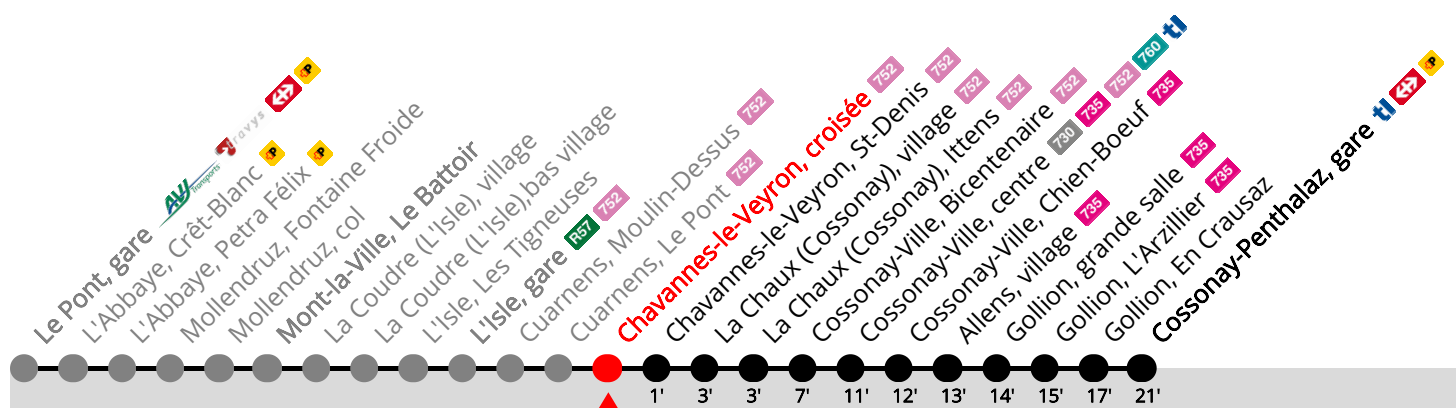 Le Pont, gare AVJ Transports Travys P
L'Abbaye, Crêt-Blanc P
L'Abbaye, Petra Félix P
Mollendruz, Fontaine Froide
Mollendruz, col
Mont-la-Ville, Le Battoir
La Coudre (L'Isle), village
La Coudre (L'Isle),bas village
L'Isle, Les Tigneuses
L'Isle, gare R57 752
Cuarnens, Moulin-Dessus 752
Cuarnens, Le Pont 752
Chavannes-le-Veyron, croisée 752
Chavannes-le-Veyron, St-Denis 752
La Chaux (Cossonay), village 752
La Chaux (Cossonay), Ittens 752
Cossonay-Ville, Bicentenaire 752
Cossonay-Ville, centre 730 735 752 760 tl
Cossonay-Ville, Chien-Boeuf 735
Allens, village 735
Gollion, grande salle 735
Gollion, L'Arzillier 735
Gollion, En Crausaz
Cossonay-Penthalaz, gare tl P
1' 3' 3' 7' 11' 12' 13' 14' 15' 17' 21'